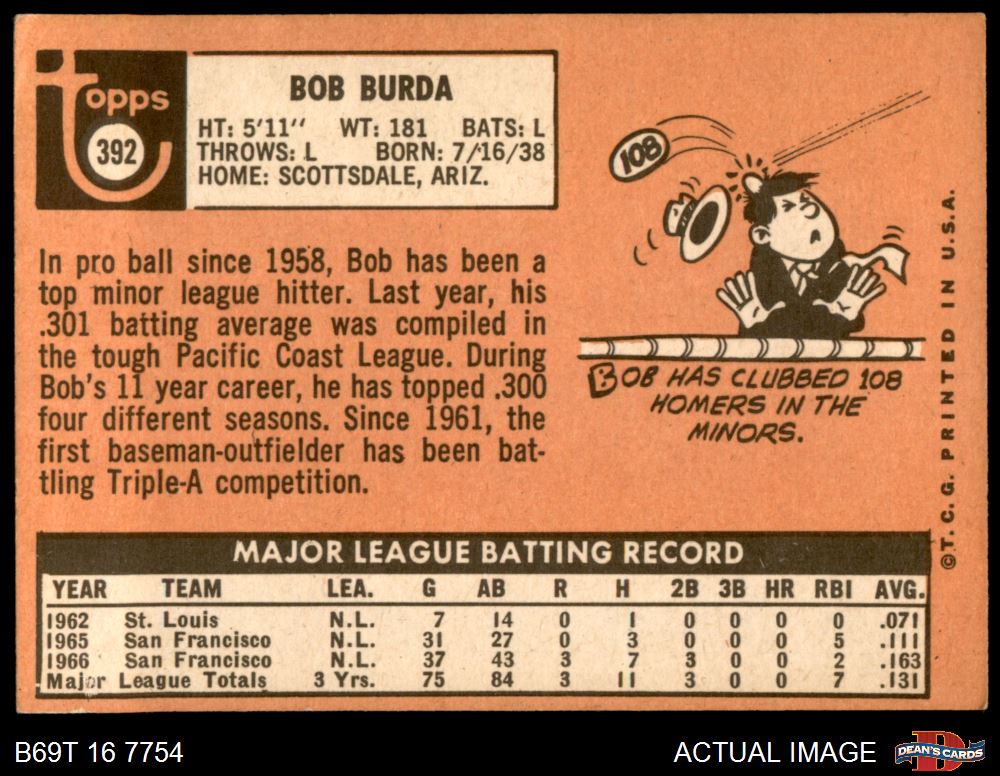 topps
392
BOB BURDA
HT: 5'11" WT: 181 BATS: L
THROWS: L BORN: 7/16/38
HOME: SCOTTSDALE, ARIZ.
In pro ball since 1958, Bob has been a
top minor league hitter. Last year, his
.301 batting average was compiled in
the tough Pacific Coast League. During
Bob's 11 year career, he has topped .300
four different seasons. Since 1961, the
first baseman-outfielder has been bat-
tling Triple-A competition.
108
BOB HAS CLUBBED 108
HOMERS IN THE
MINORS.
©T.C.G. PRINTED IN U.S.A.
MAJOR LEAGUE BATTING RECORD
YEAR TEAM LEA. G AB R H 2B 3B HR RBI AVG.
1962 St. Louis N.L. 7 14 0 1 0 0 0 0 .071
1965 San Francisco N.L. 31 27 0 3 0 0 0 5 .111
1966 San Francisco N.L. 37 43 3 7 3 0 0 2 .163
Major League Totals 3 Yrs. 75 84 3 11 3 0 0 7 .131
B69T 16 7754
ACTUAL IMAGE
DEAN'S CARDS